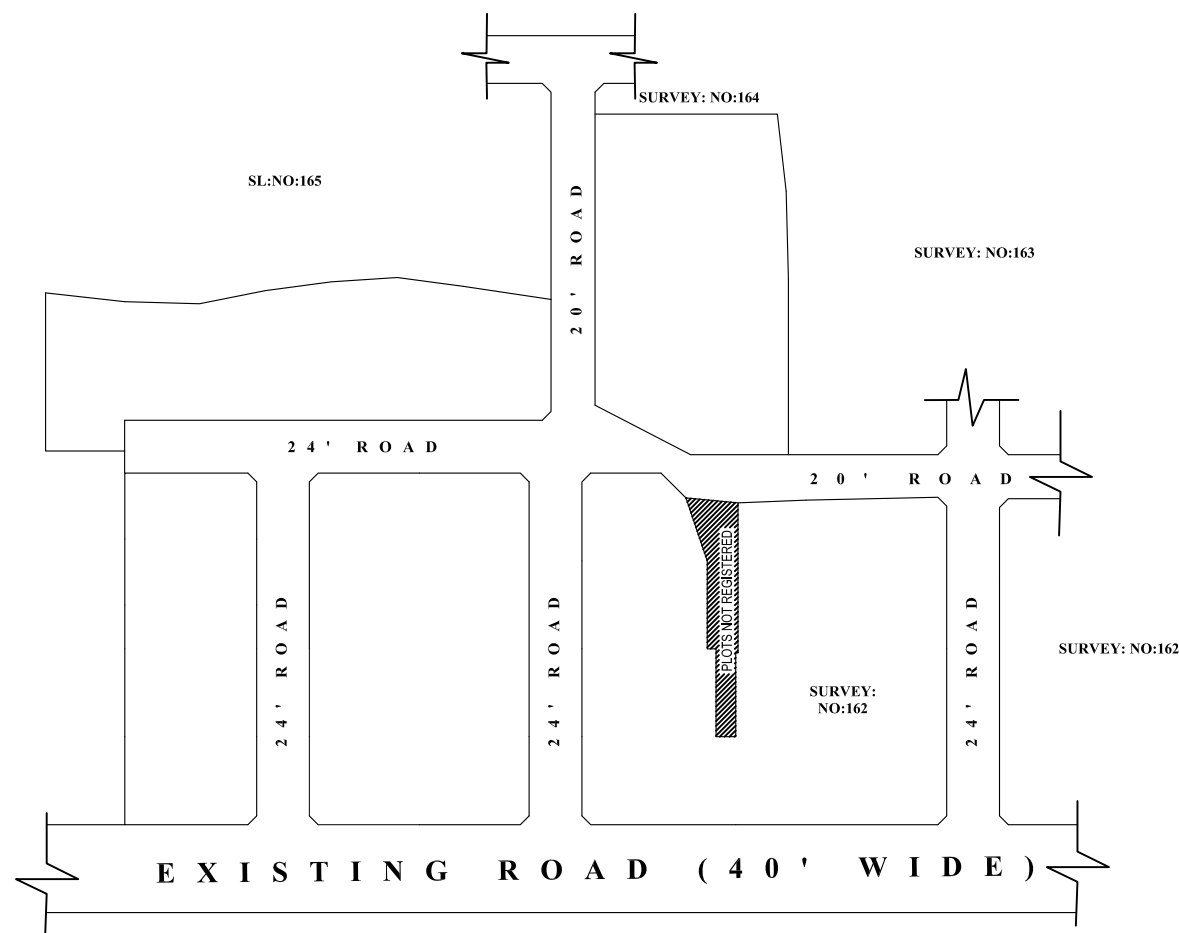 SURVEY: NO:164
SL:NO:165
20' ROAD
SURVEY: NO:163
24' ROAD
20' ROAD
PLOTS NOT REGISTERED
24' ROAD
24' ROAD
24' ROAD
SURVEY: NO:162
SURVEY:
NO:162
EXISTING ROAD (40' WIDE)